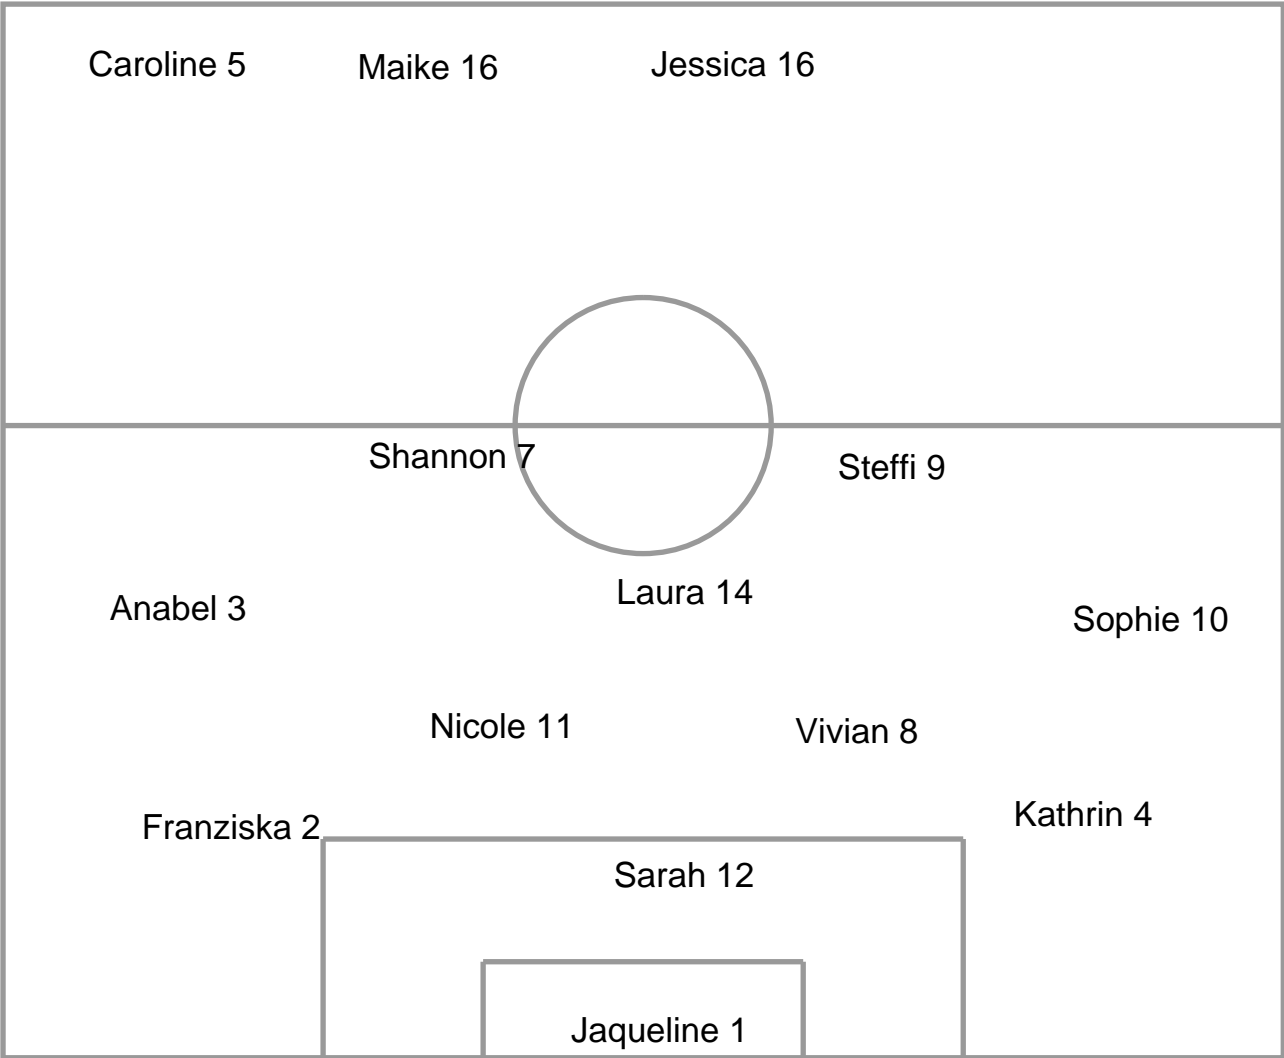 Caroline 5
Maike 16
Jessica 16
Shannon 7
Steffi 9
Anabel 3
Laura 14
Sophie 10
Nicole 11
Vivian 8
Franziska 2
Kathrin 4
Sarah 12
Jaqueline 1